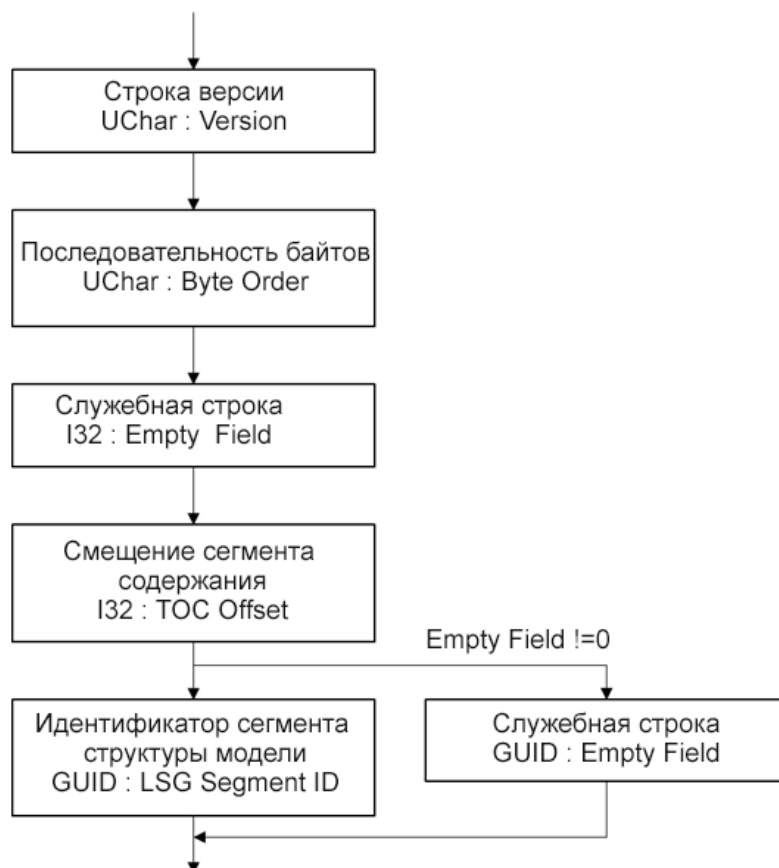 Строка версии
UChar : Version
Последовательность байтов
UChar : Byte Order
Служебная строка
I32 : Empty Field
Смещение сегмента
содержания
I32 : TOC Offset
Empty Field !=0
Идентификатор сегмента
структуры модели
GUID : LSG Segment ID
Служебная строка
GUID : Empty Field